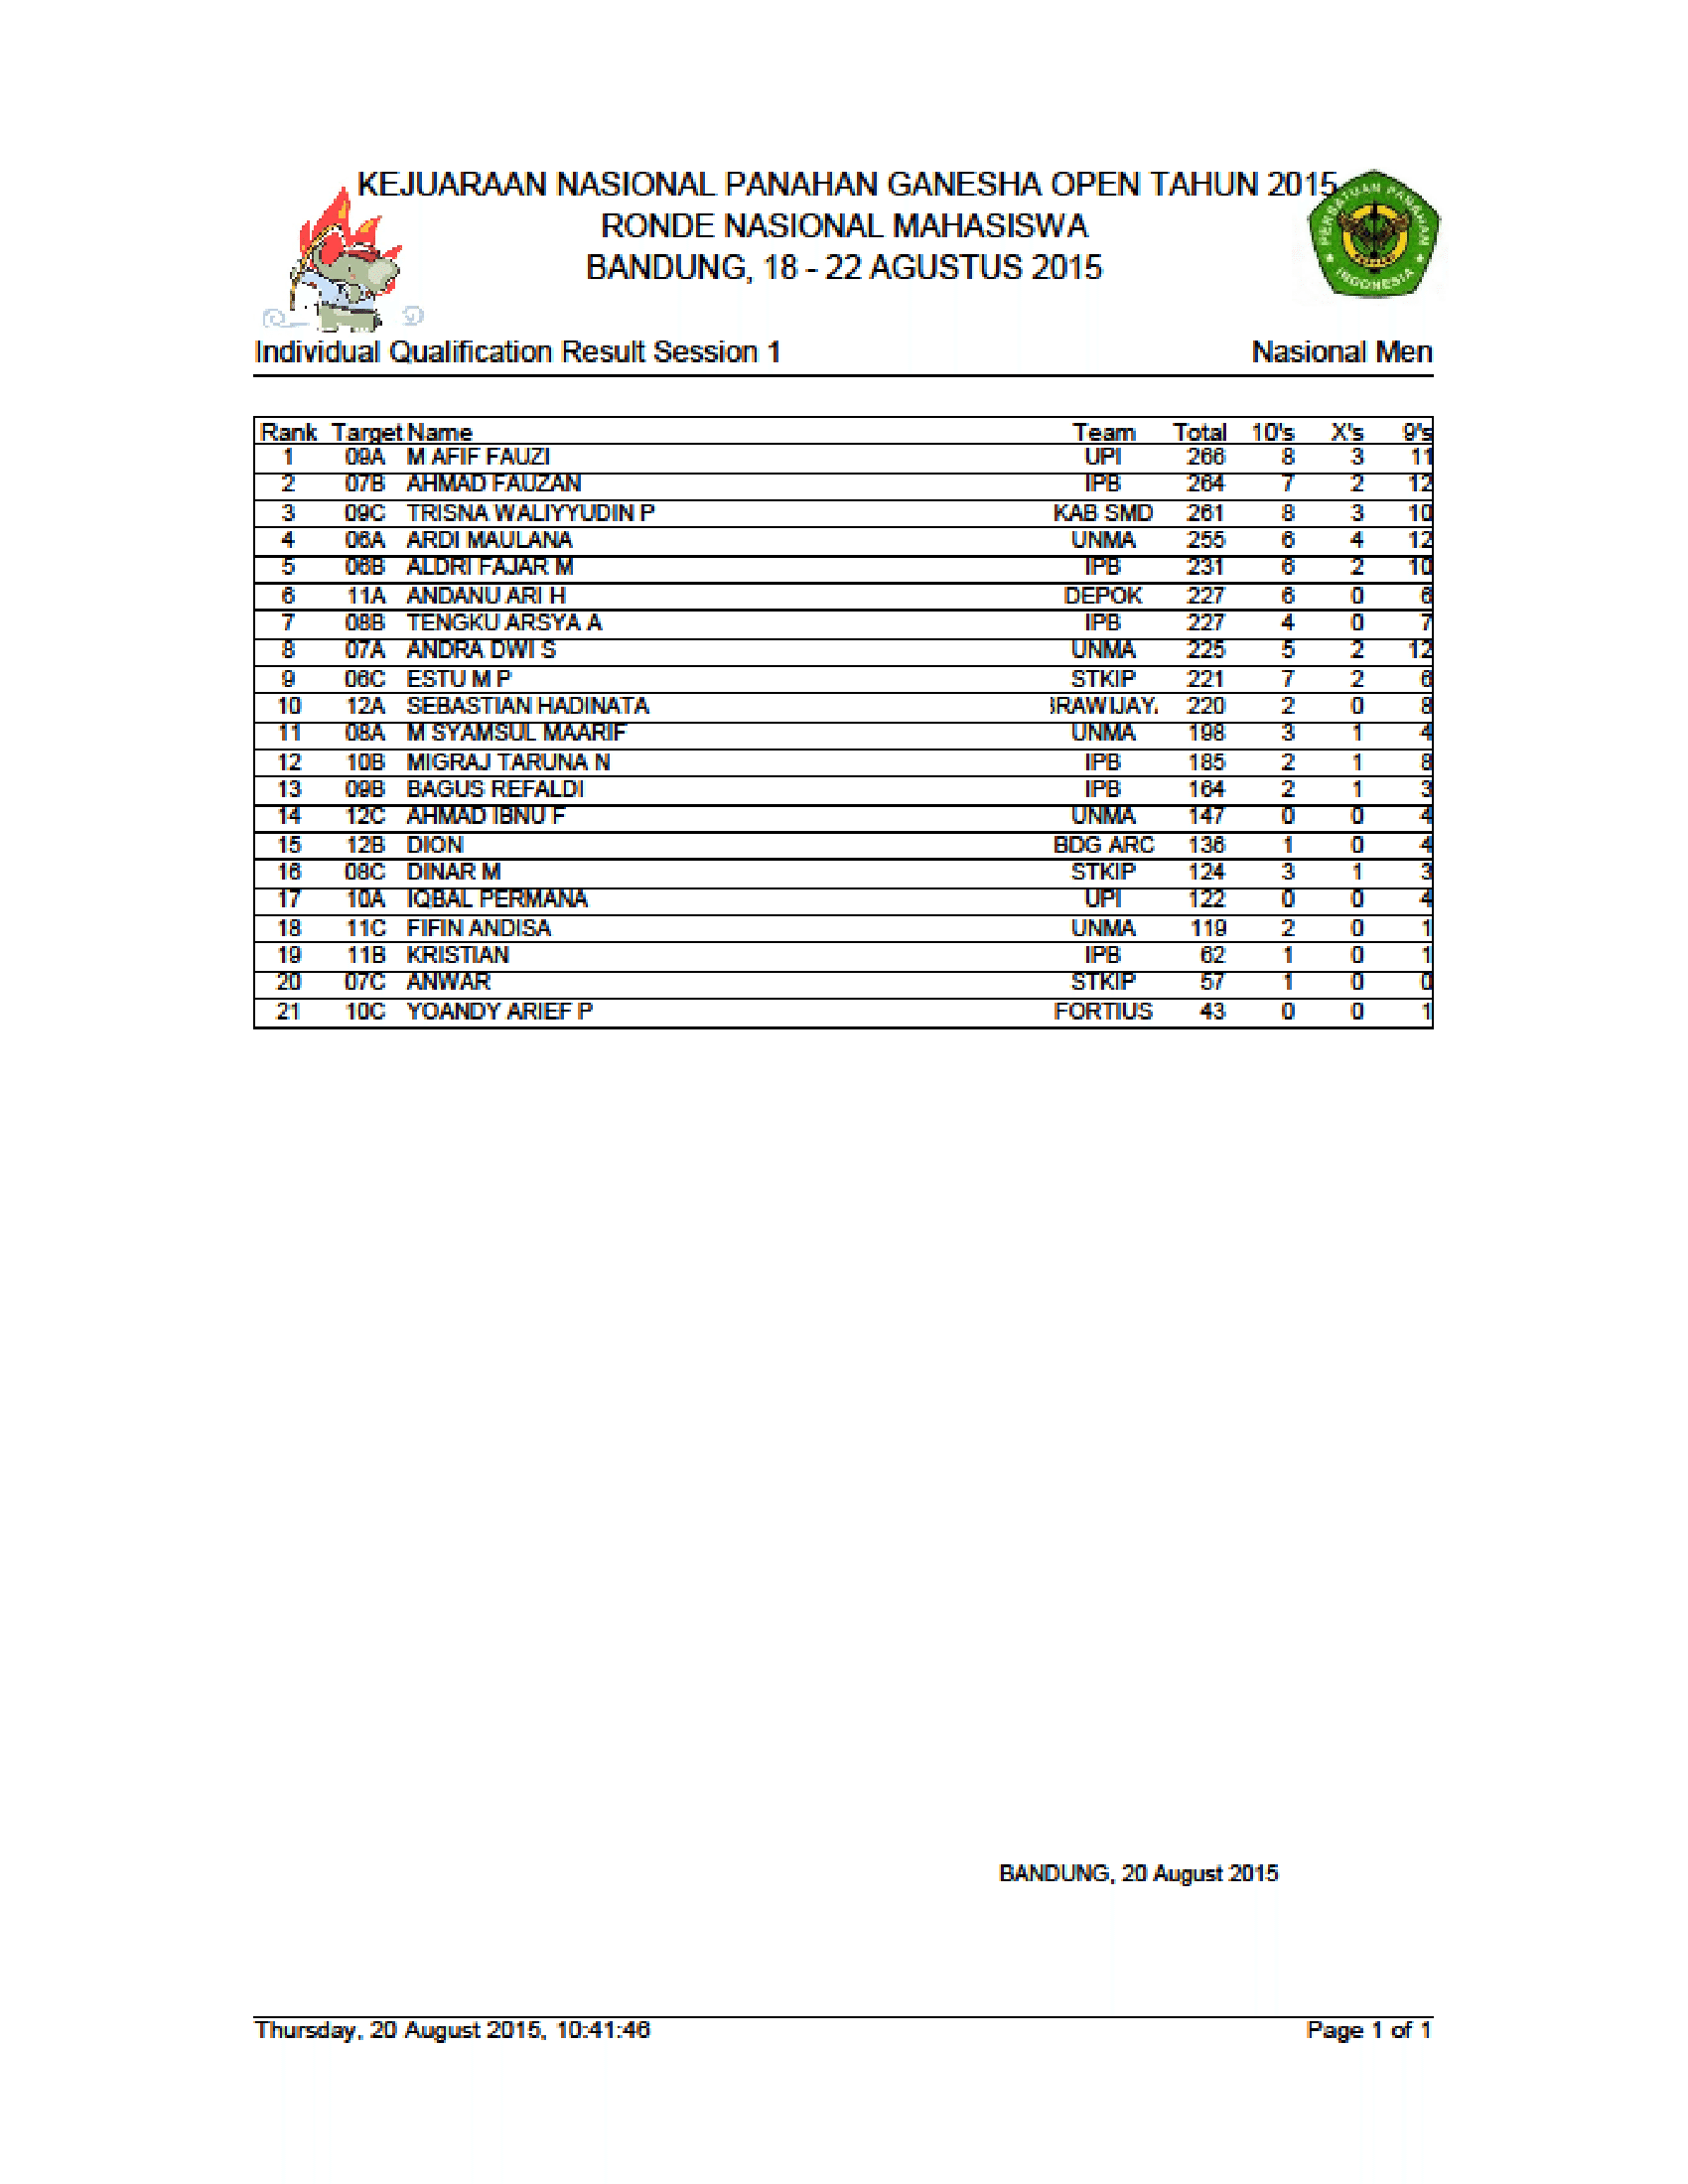 KEJUARAAN NASIONAL PANAHAN GANESHA OPEN TAHUN 2015
RONDE NASIONAL MAHASISWA
BANDUNG, 18 - 22 AGUSTUS 2015
PERSATUAN PANAHAN
INDONESIA
Individual Qualification Result Session 1 Nasional Men
Rank Target Name Team Total 10's X's 9's
1 09A M AFIF FAUZI UPI 266 8 3 11
2 07B AHMAD FAUZAN IPB 264 7 2 12
3 09C TRISNA WALIYYUDIN P KAB SMD 261 8 3 10
4 06A ARDI MAULANA UNMA 255 6 4 12
5 06B ALDRI FAJAR M IPB 231 6 2 10
6 11A ANDANU ARI H DEPOK 227 6 0 6
7 08B TENGKU ARSYA A IPB 227 4 0 7
8 07A ANDRA DWI S UNMA 225 5 2 12
9 06C ESTU M P STKIP 221 7 2 6
10 12A SEBASTIAN HADINATA BRAWIJAY. 220 2 0 8
11 08A M SYAMSUL MAARIF UNMA 198 3 1 4
12 10B MIGRAJ TARUNA N IPB 185 2 1 8
13 09B BAGUS REFALDI IPB 164 2 1 3
14 12C AHMAD IBNU F UNMA 147 0 0 4
15 12B DION BDG ARC 136 1 0 4
16 08C DINAR M STKIP 124 3 1 3
17 10A IQBAL PERMANA UPI 122 0 0 4
18 11C FIFIN ANDISA UNMA 119 2 0 1
19 11B KRISTIAN IPB 62 1 0 1
20 07C ANWAR STKIP 57 1 0 0
21 10C YOANDY ARIEF P FORTIUS 43 0 0 1
BANDUNG, 20 August 2015
Thursday, 20 August 2015, 10:41:46 Page 1 of 1